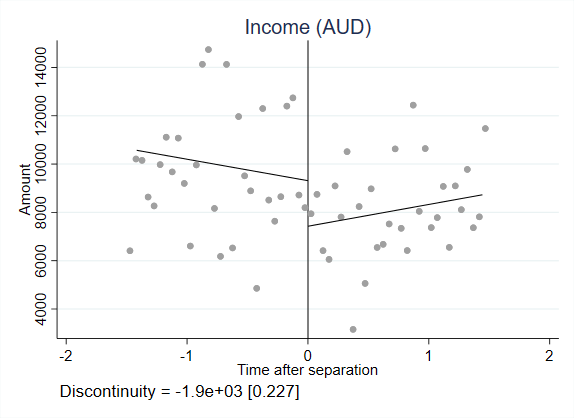 Income (AUD)
14000
12000
10000
8000
6000
4000
Amount
-2 -1 0 1 2
Time after separation
Discontinuity = -1.9e+03 [0.227]